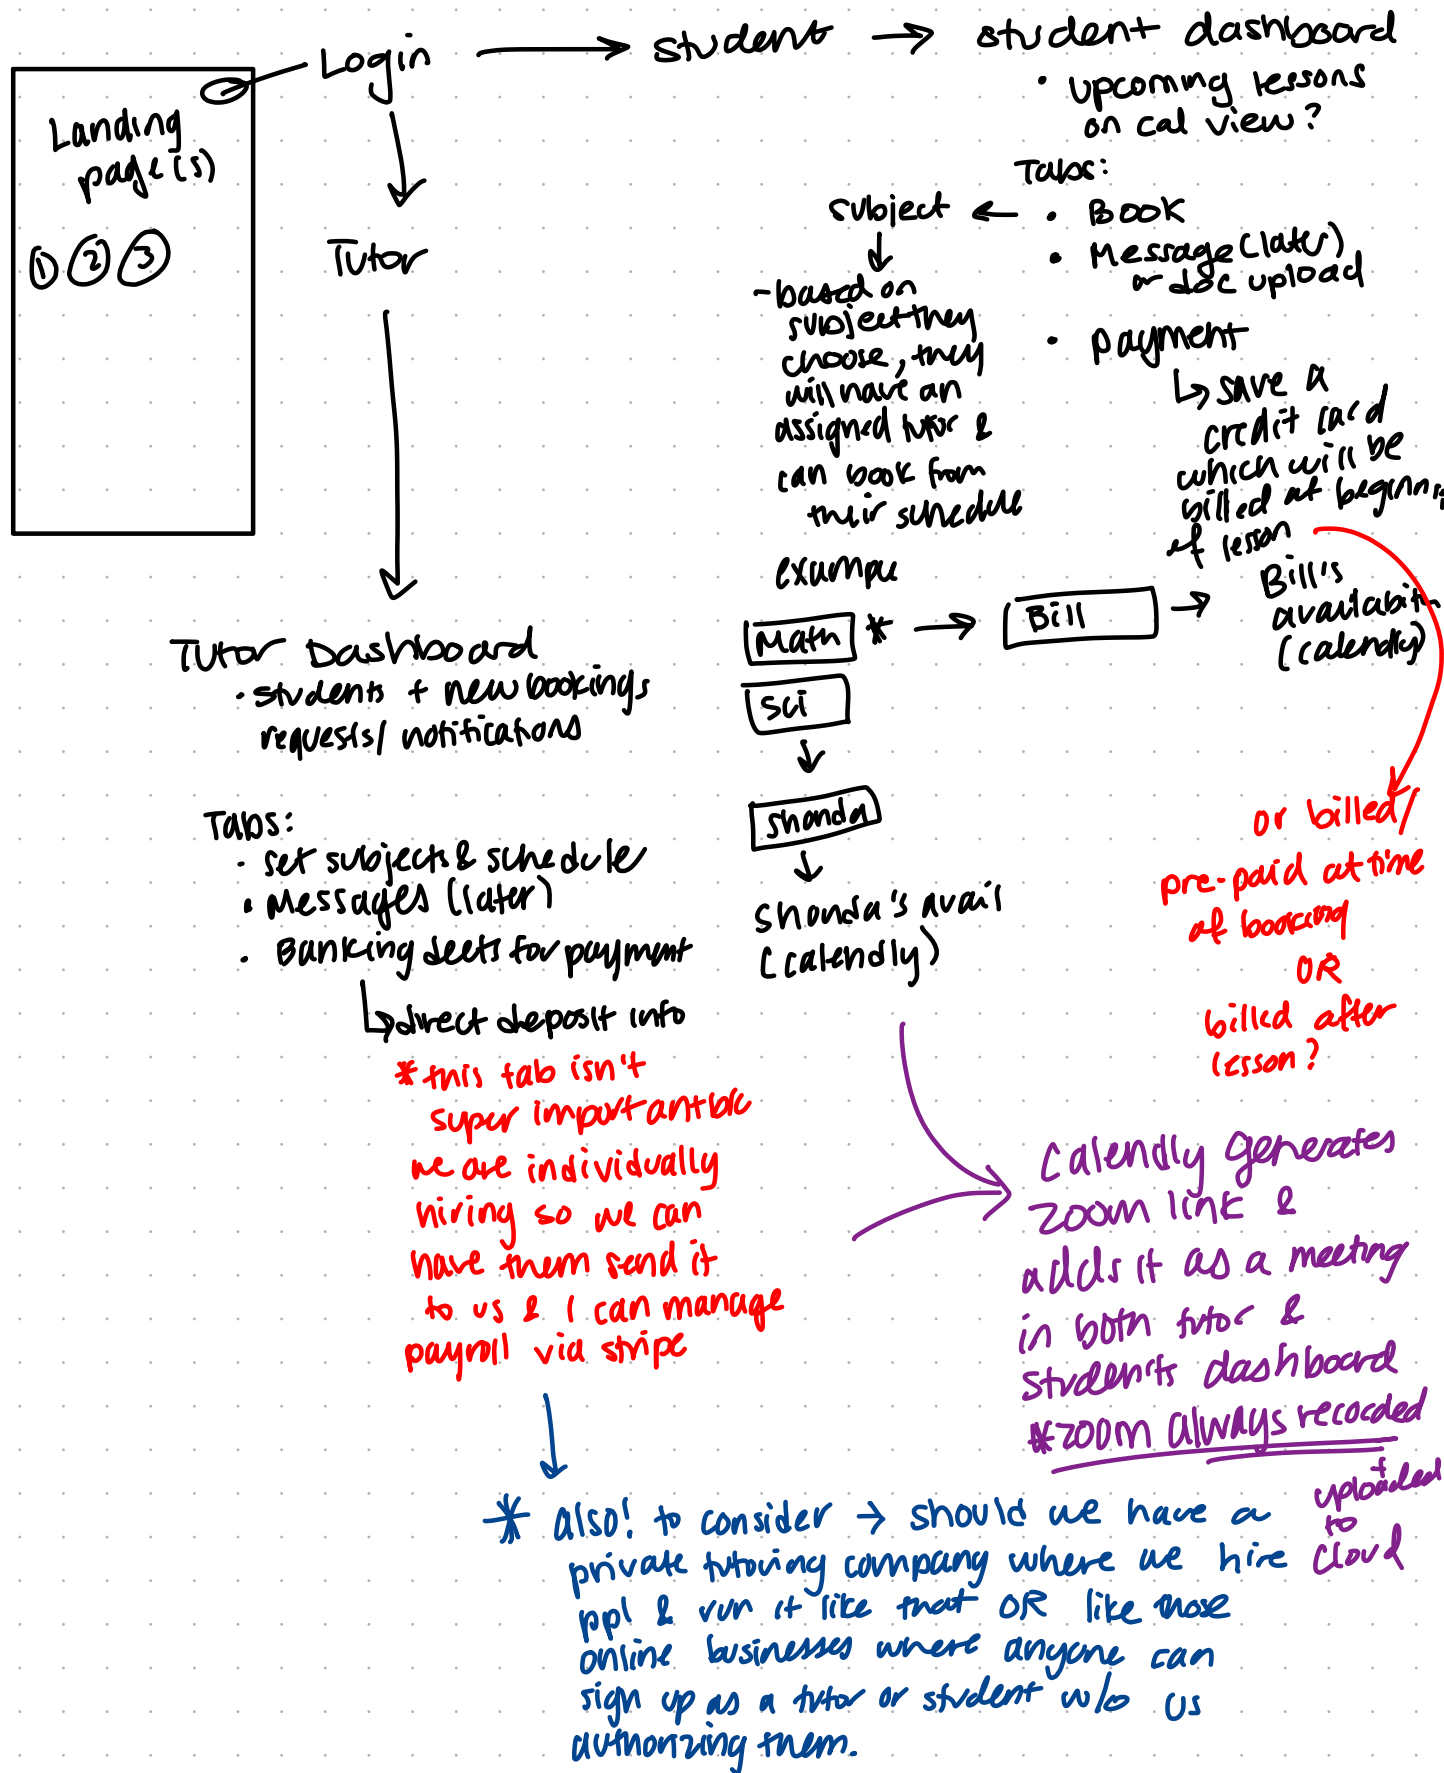 Login
student
student dashboard
• upcoming lessons
on cal view?
Landing
page(s)
① ② ③
Tutor
Tabs:
• Book
• Message (later)
or doc upload
• payment
↳ save a
credit card
which will be
billed at beginning
of lesson
subject
- based on
subject they
choose, they
will have an
assigned tutor &
can book from
their schedule
example
Math *
Bill
Bill's
availability
(calendly)
Sci
shonda
shonda's avail
(calendly)
or billed/
pre-paid at time
of booking
OR
billed after
lesson?
Tutor Dashboard
• students + new bookings
requests/ notifications
Tabs:
• set subjects & schedule
• Messages (later)
• Banking deets for payment
↳ direct deposit info
* this tab isn't
super important b/c
we are individually
hiring so we can
have them send it
to us & I can manage
payroll via stripe
calendly generates
zoom link &
adds it as a meeting
in both tutor &
students dashboard
* zoom always recorded
+
uploaded
to
cloud
* also! to consider → should we have a
private tutoring company where we hire
ppl & run it like that OR like those
online businesses where anyone can
sign up as a tutor or student w/o us
authorizing them.